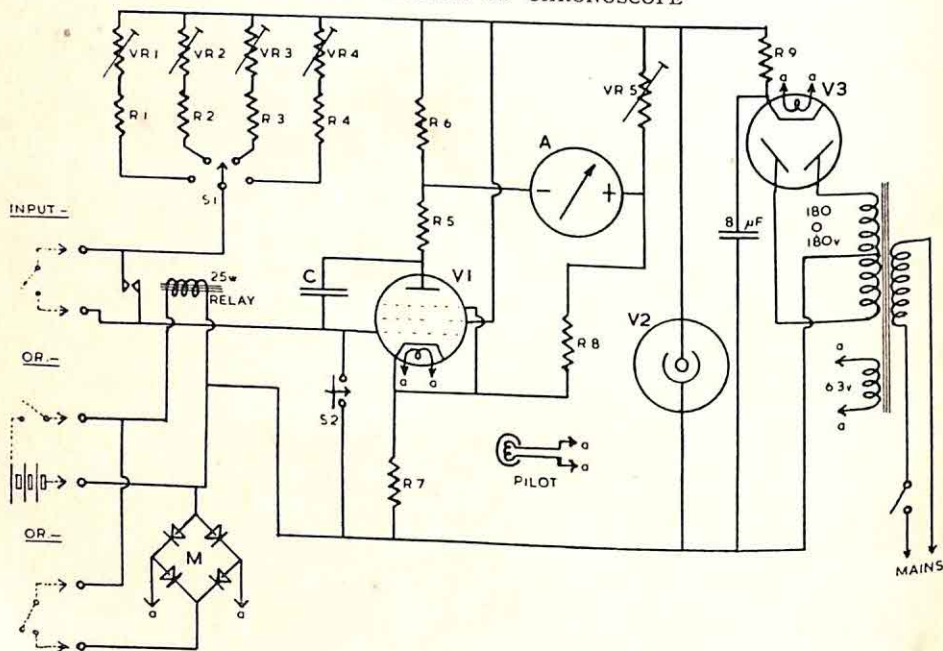 CHRONOSCOPE
VR1
VR2
VR3
VR4
R1
R2
R3
R4
S1
R6
R5
A
- +
VR5
R9
a a
V3
INPUT -
25w
RELAY
C
V1
a a
S2
R7
R8
V2
8 µF
180
0
180v
a
6.3v
a
OR.-
PILOT
a
a
OR.-
M
a a
MAINS